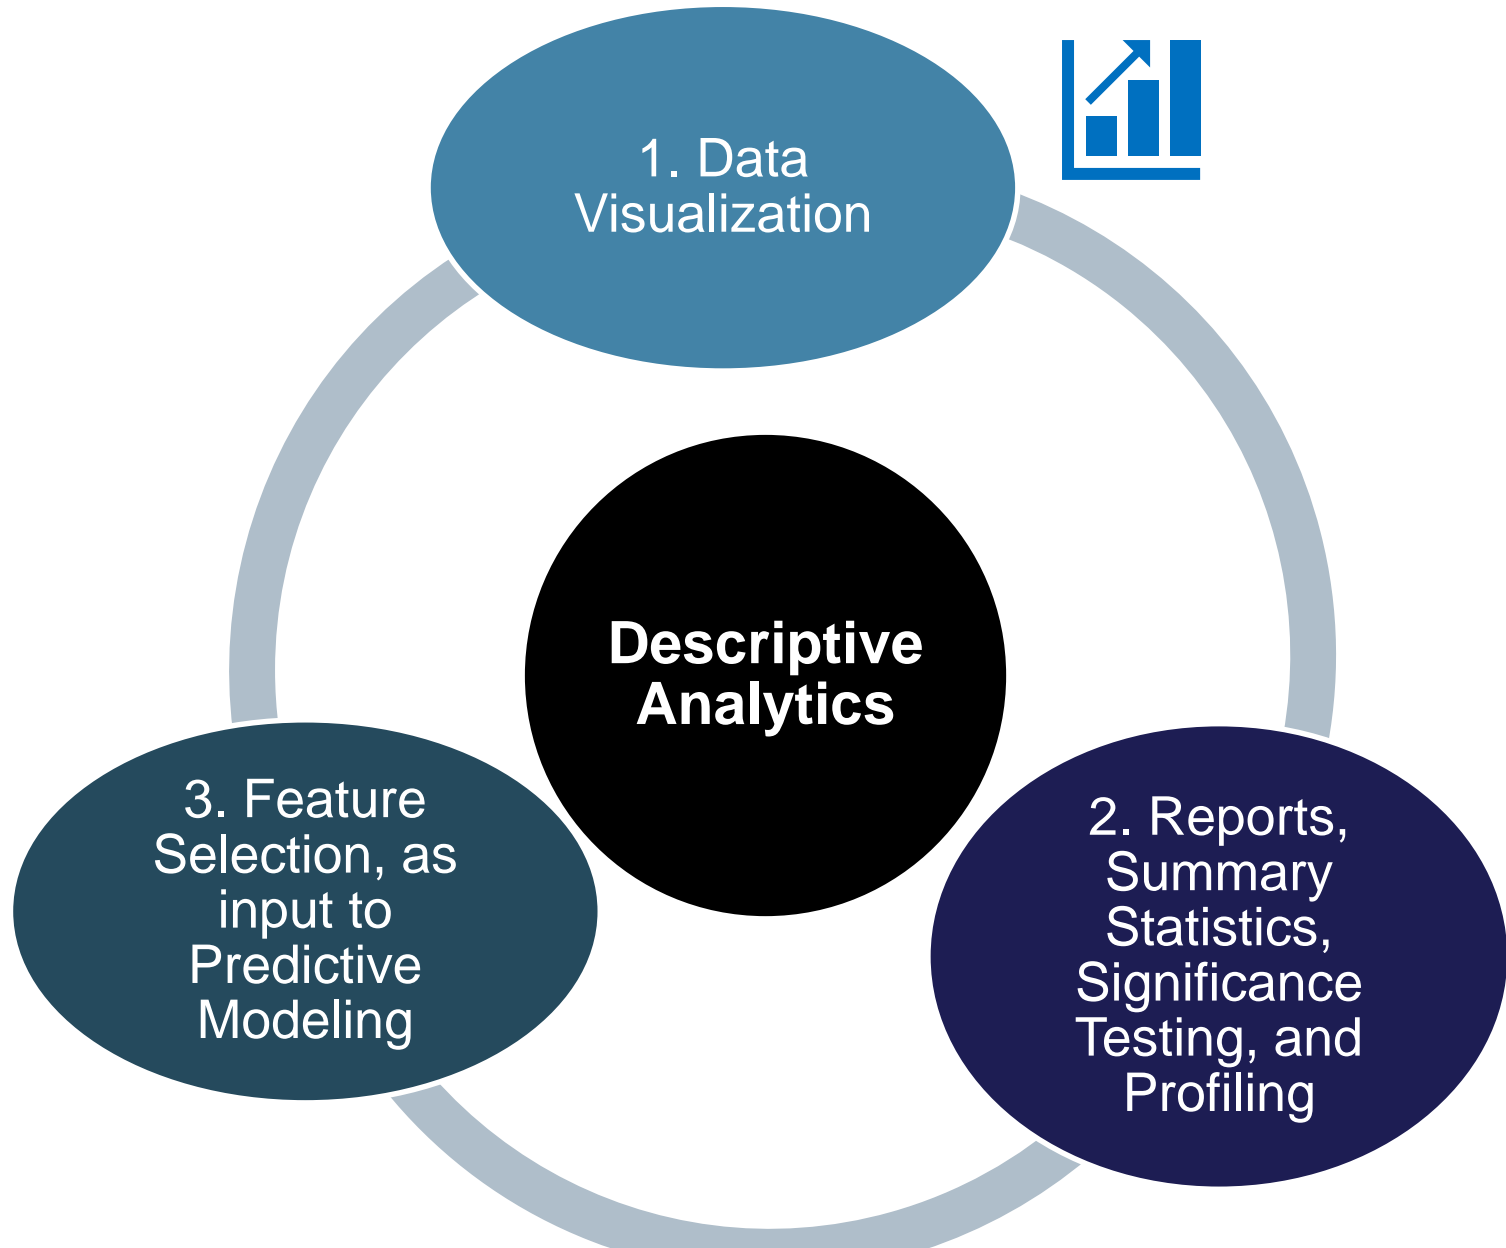 1. Data
Visualization
Descriptive
Analytics
2. Reports,
Summary
Statistics,
Significance
Testing, and
Profiling
3. Feature
Selection, as
input to
Predictive
Modeling